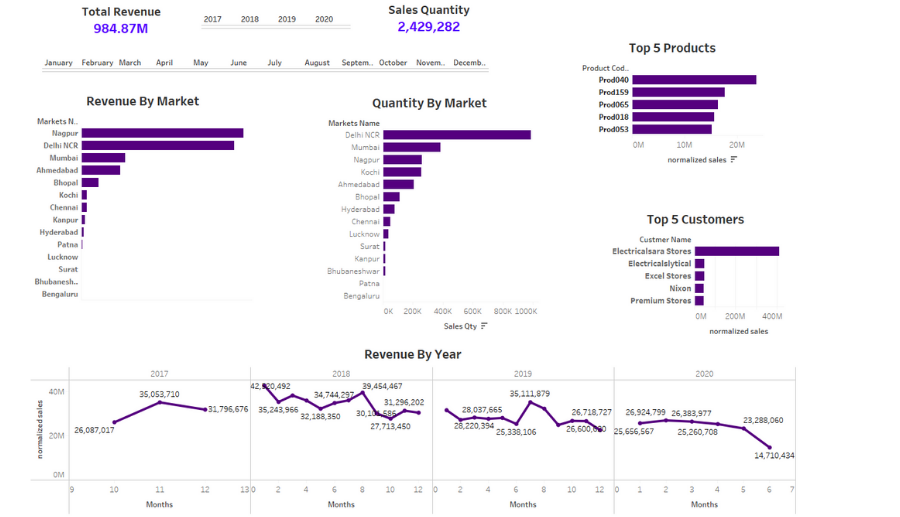 Total Revenue
984.87M
2017 2018 2019 2020
Sales Quantity
2,429,282
January February March April May June July August Septem.. October Novem.. Decemb..
Revenue By Market
Markets N..
Nagpur
Delhi NCR
Mumbai
Ahmedabad
Bhopal
Kochi
Chennai
Kanpur
Hyderabad
Patna
Lucknow
Surat
Bhubanesh..
Bengaluru
Quantity By Market
Markets Name
Delhi NCR
Mumbai
Nagpur
Kochi
Ahmedabad
Bhopal
Hyderabad
Chennai
Lucknow
Surat
Kanpur
Bhubaneshwar
Patna
Bengaluru
0K 200K 400K 600K 800K 1000K
Sales Qty
Top 5 Products
Product Cod..
Prod040
Prod159
Prod065
Prod018
Prod053
0M 10M 20M
normalized sales
Top 5 Customers
Custmer Name
Electricalsara Stores
Electricalslytical
Excel Stores
Nixon
Premium Stores
0M 200M 400M
normalized sales
Revenue By Year
2017 2018 2019 2020
normalized sales
40M
20M
0M
26,087,017
35,053,710
31,796,676
35,243,966
32,188,350
34,744,297
39,454,467
27,713,450
31,296,202
28,220,394
28,037,665
25,338,106
35,111,879
26,718,727
25,656,567
26,924,799
26,383,977
25,260,708
23,288,060
14,710,434
9 10 11 12 13
0 2 4 6 8 10 12
0 2 4 6 8 10 12
0 1 2 3 4 5 6 7
Months Months Months Months